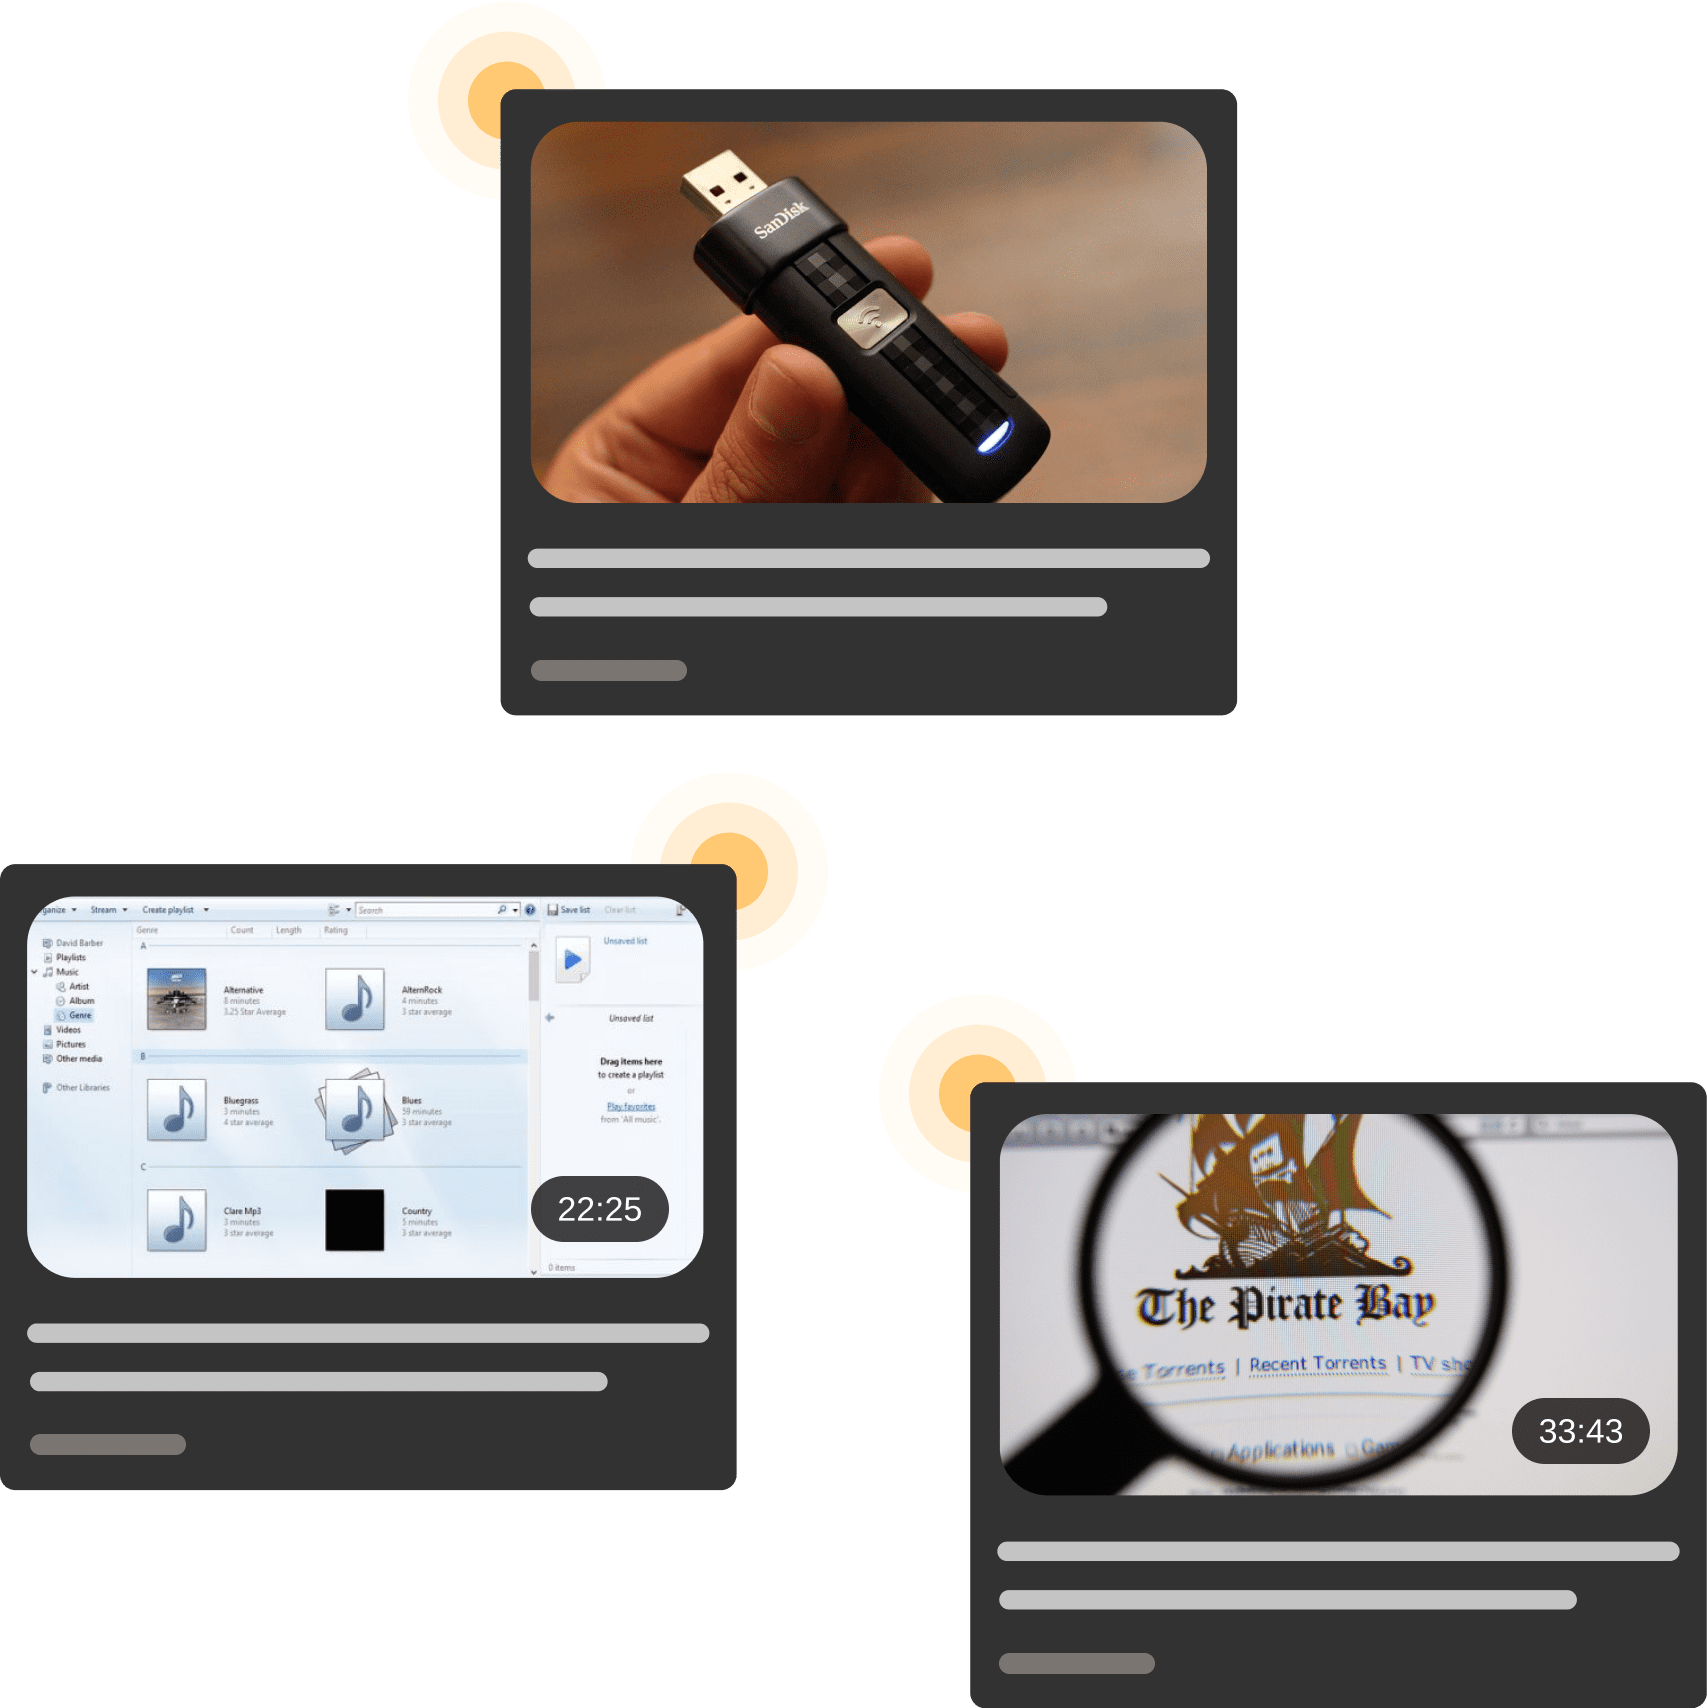 SanDisk
ganize Stream Create playlist Search Save list Clear list
Genre Count Length Rating
A
David Barber
Playlists
Music
Artist
Album
Genre
Videos
Pictures
Other media
Other Libraries
Alternative
8 minutes
3.25 Star Average
AlternRock
4 minutes
3 star average
B
Bluegrass
3 minutes
4 star average
Blues
59 minutes
3 star average
C
Clare Mp3
3 minutes
3 star average
Country
5 minutes
3 star average
Unsaved list
Unsaved list
Drag items here
to create a playlist
or
Play favorites
from 'All music'.
0 items
22:25
The Pirate Bay
Torrents | Recent Torrents | TV sho
Applications
33:43